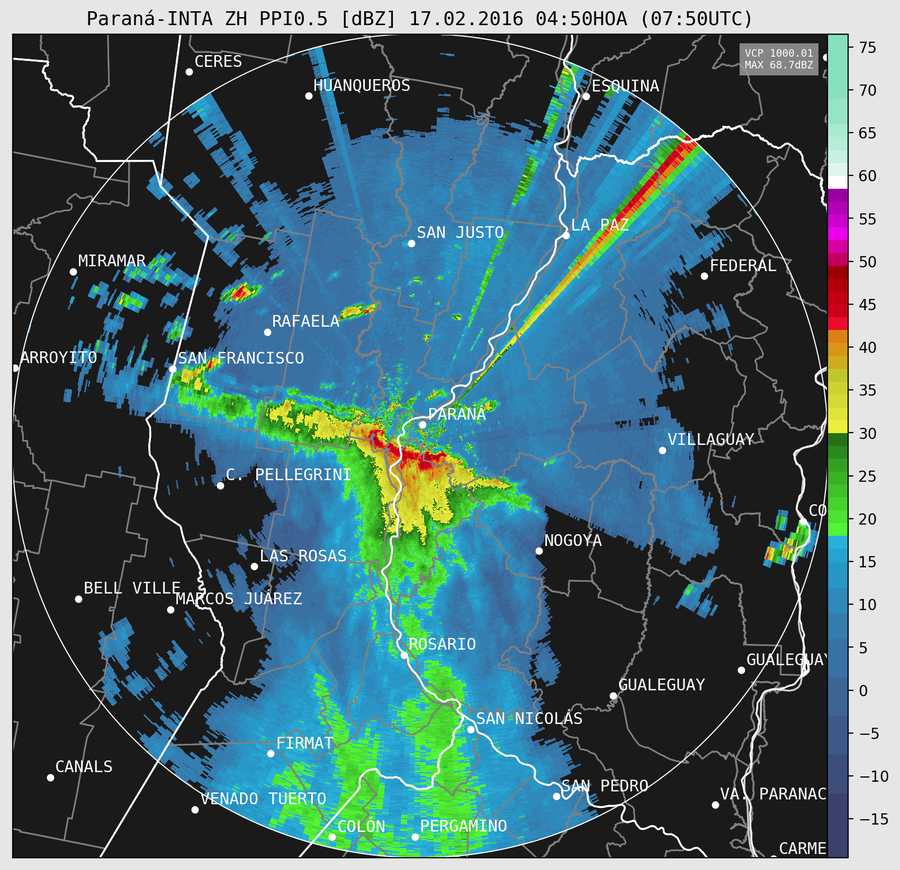 Paraná-INTA ZH PPI0.5 [dBZ] 17.02.2016 04:50HOA (07:50UTC)
VCP 1000.01
MAX 68.7dBZ
CERES
HUANQUEROS
ESQUINA
SAN JUSTO
LA PAZ
MIRAMAR
FEDERAL
RAFAELA
ARROYITO
SAN FRANCISCO
PARANÁ
VILLAGUAY
C. PELLEGRINI
CO
NOGOYA
LAS ROSAS
BELL VILLE
MARCOS JUÁREZ
ROSARIO
GUALEGUAY
GUALEGUAY
SAN NICOLÁS
FIRMAT
CANALS
SAN PEDRO
VENADO TUERTO
VA. PARANAC
COLÓN
PERGAMINO
CARME
75
70
65
60
55
50
45
40
35
30
25
20
15
10
5
0
−5
−10
−15